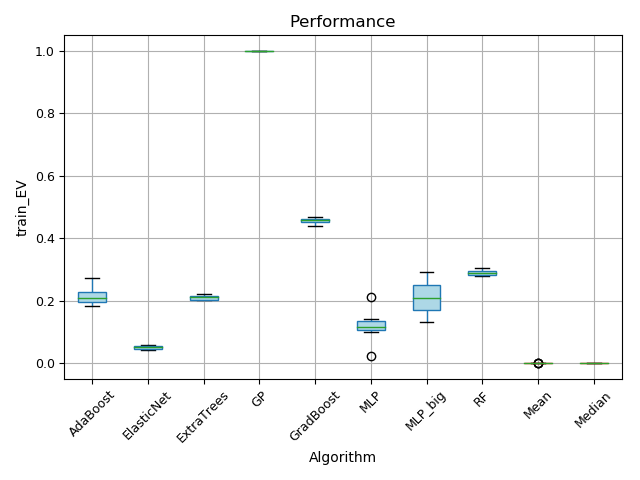 Performance
train_EV
1.0
0.8
0.6
0.4
0.2
0.0
AdaBoost
ElasticNet
ExtraTrees
GP
GradBoost
MLP
MLP_big
RF
Mean
Median
Algorithm